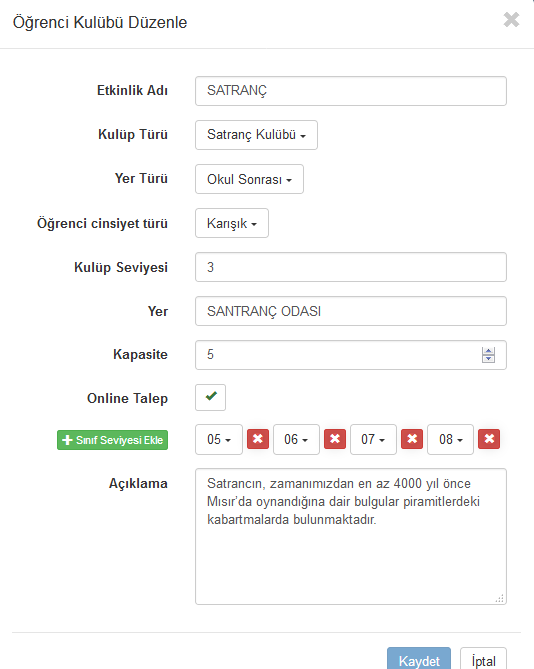 Öğrenci Kulübü Düzenle
Etkinlik Adı SATRANÇ
Kulüp Türü Satranç Kulübü
Yer Türü Okul Sonrası
Öğrenci cinsiyet türü Karışık
Kulüp Seviyesi 3
Yer SANTRANÇ ODASI
Kapasite 5
Online Talep
Sınıf Seviyesi Ekle 05 06 07 08
Açıklama Satrancın, zamanımızdan en az 4000 yıl önce
Mısır'da oynandığına dair bulgular piramitlerdeki
kabartmalarda bulunmaktadır.
Kaydet İptal